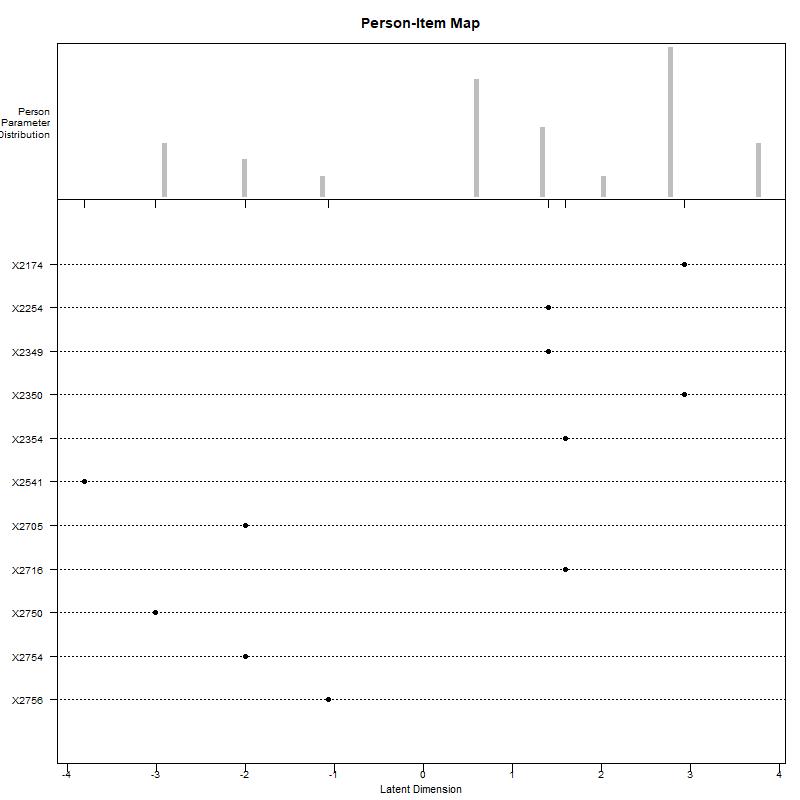 Person-Item Map
Person
Parameter
Distribution
X2174
X2254
X2349
X2350
X2354
X2541
X2705
X2716
X2750
X2754
X2756
-4 -3 -2 -1 0 1 2 3 4
Latent Dimension